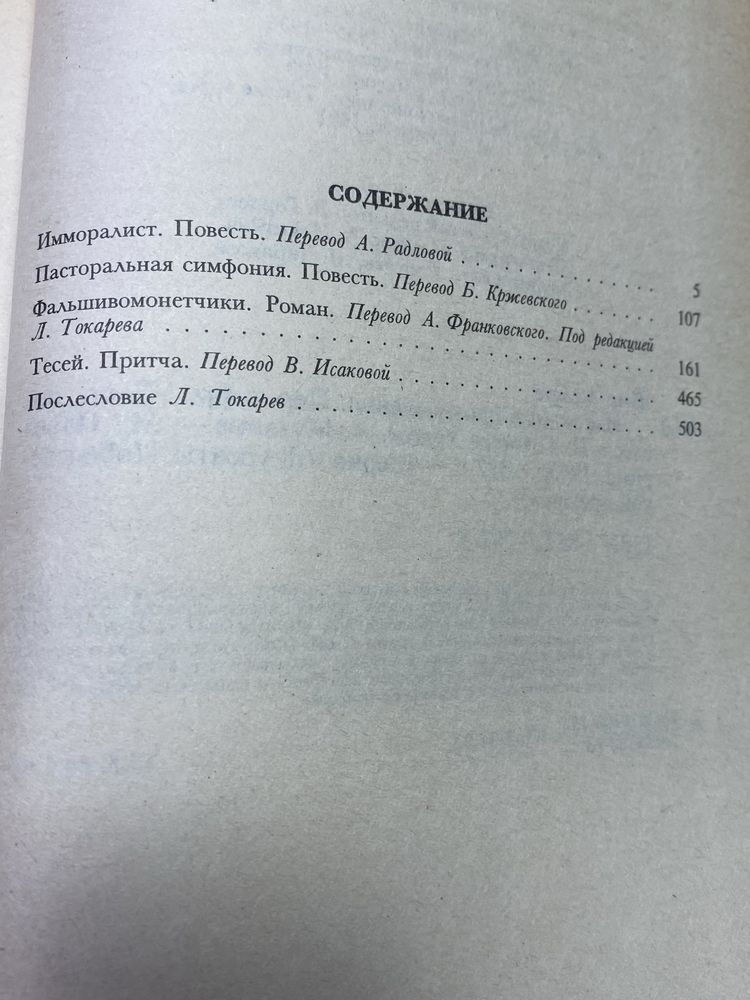 СОДЕРЖАНИЕ
Имморалист. Повесть. Перевод А. Радловой . . . . . . . . . . . . . . 5
Пасторальная симфония. Повесть. Перевод Б. Кржевского . . . . . . . 107
Фальшивомонетчики. Роман. Перевод А. Франковского. Под редакцией
Л. Токарева . . . . . . . . . . . . . . . . . . . . . . . . . . . . . . 161
Тесей. Притча. Перевод В. Исаковой . . . . . . . . . . . . . . . . . . 465
Послесловие Л. Токарев . . . . . . . . . . . . . . . . . . . . . . . . 503